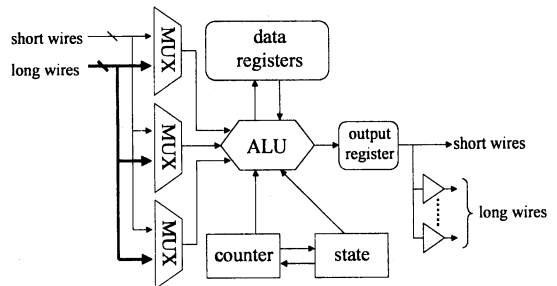 short wires
long wires
MUX
MUX
MUX
data
registers
ALU
output
register
short wires
long wires
counter
state